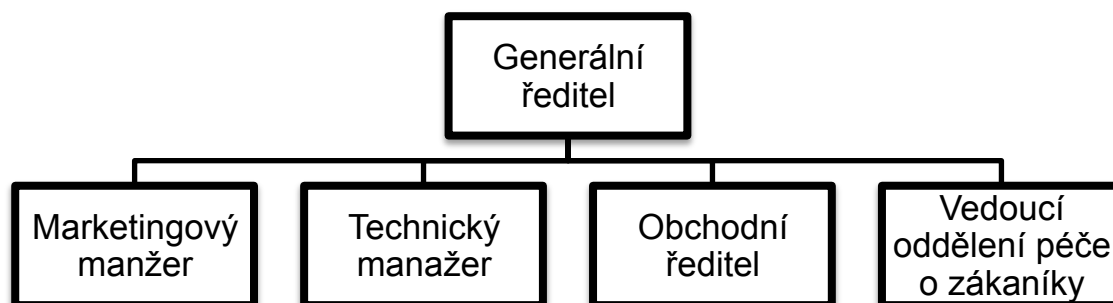 Generální
ředitel
Marketingový
manžer
Technický
manažer
Obchodní
ředitel
Vedoucí
oddělení péče
o zákaníky